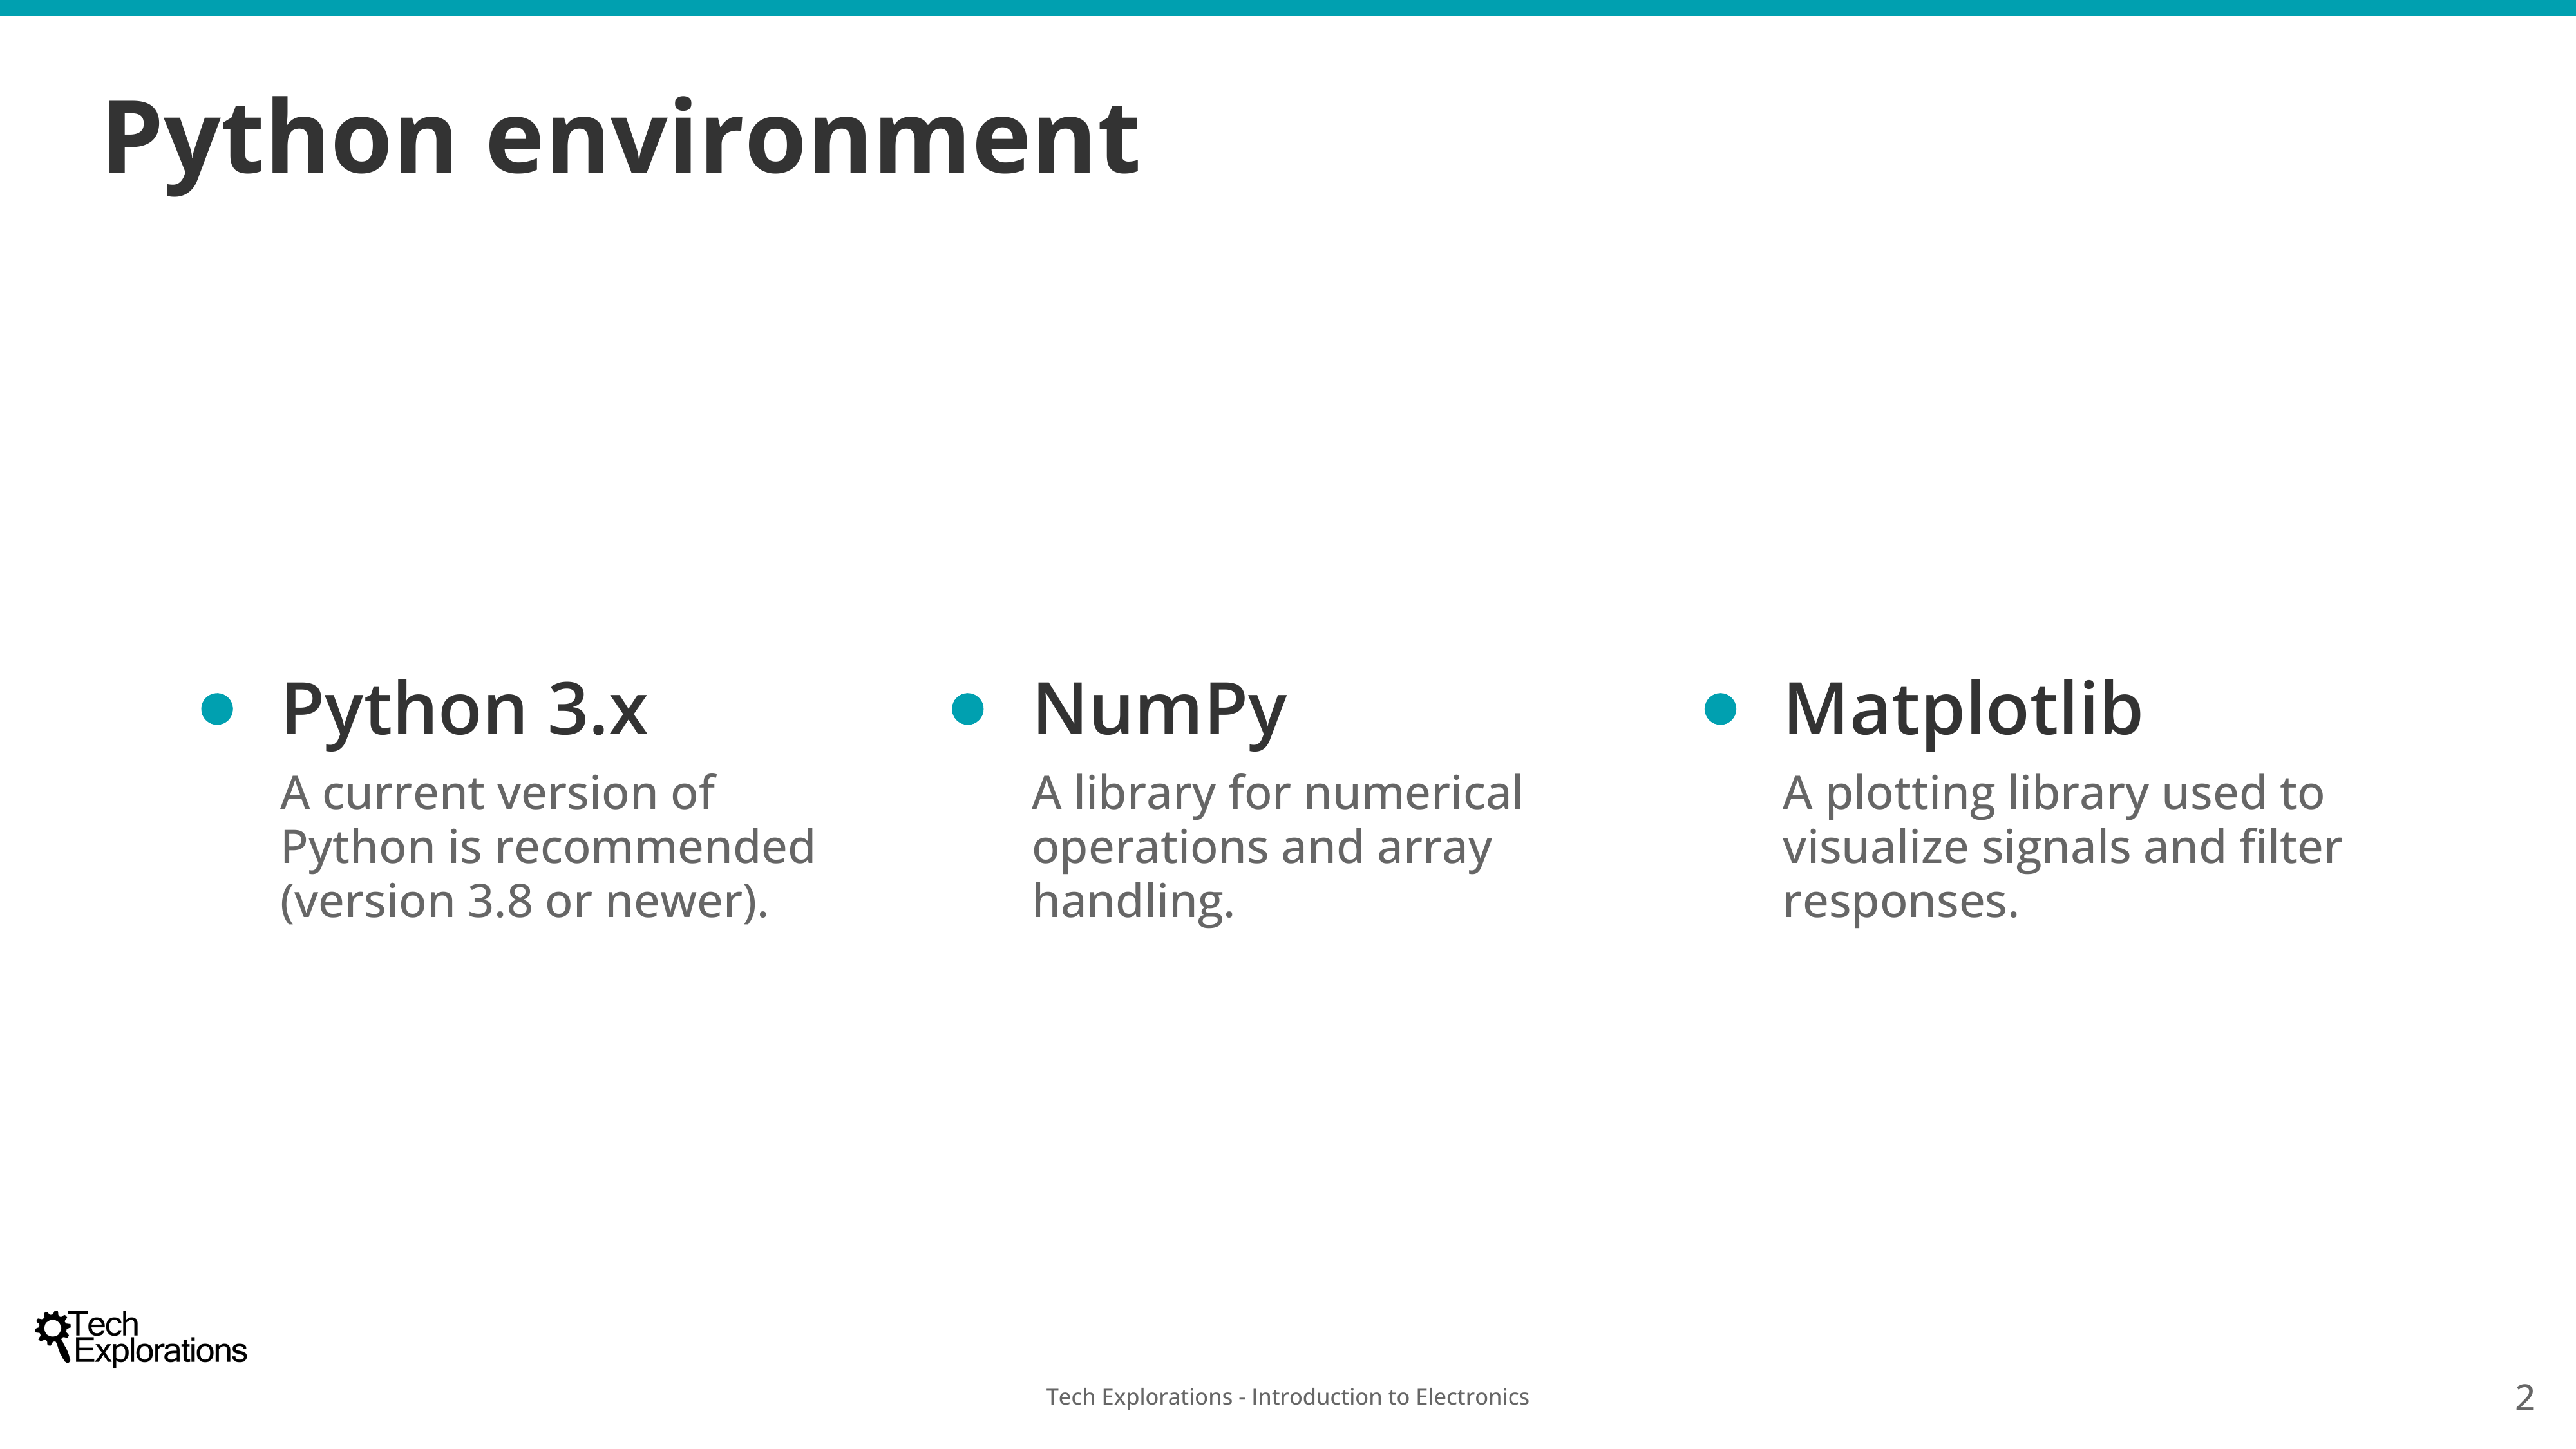 Python environment
Python 3.x
A current version of
Python is recommended
(version 3.8 or newer).
NumPy
A library for numerical
operations and array
handling.
Matplotlib
A plotting library used to
visualize signals and filter
responses.
Tech
Explorations
Tech Explorations - Introduction to Electronics
2